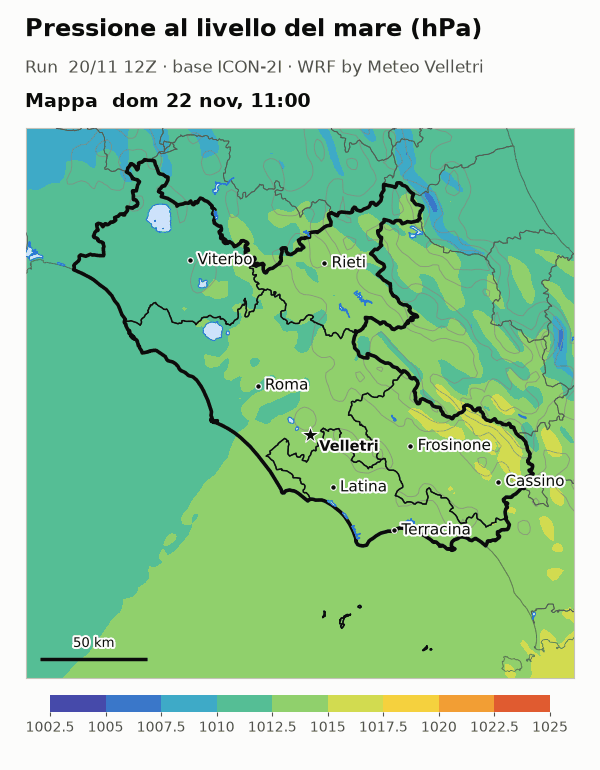 Pressione al livello del mare (hPa)
Run 20/11 12Z · base ICON-2I · WRF by Meteo Velletri
Mappa dom 22 nov, 11:00
Viterbo
Rieti
Roma
Velletri
Frosinone
Cassino
Latina
Terracina
50 km
1002.5 1005 1007.5 1010 1012.5 1015 1017.5 1020 1022.5 1025